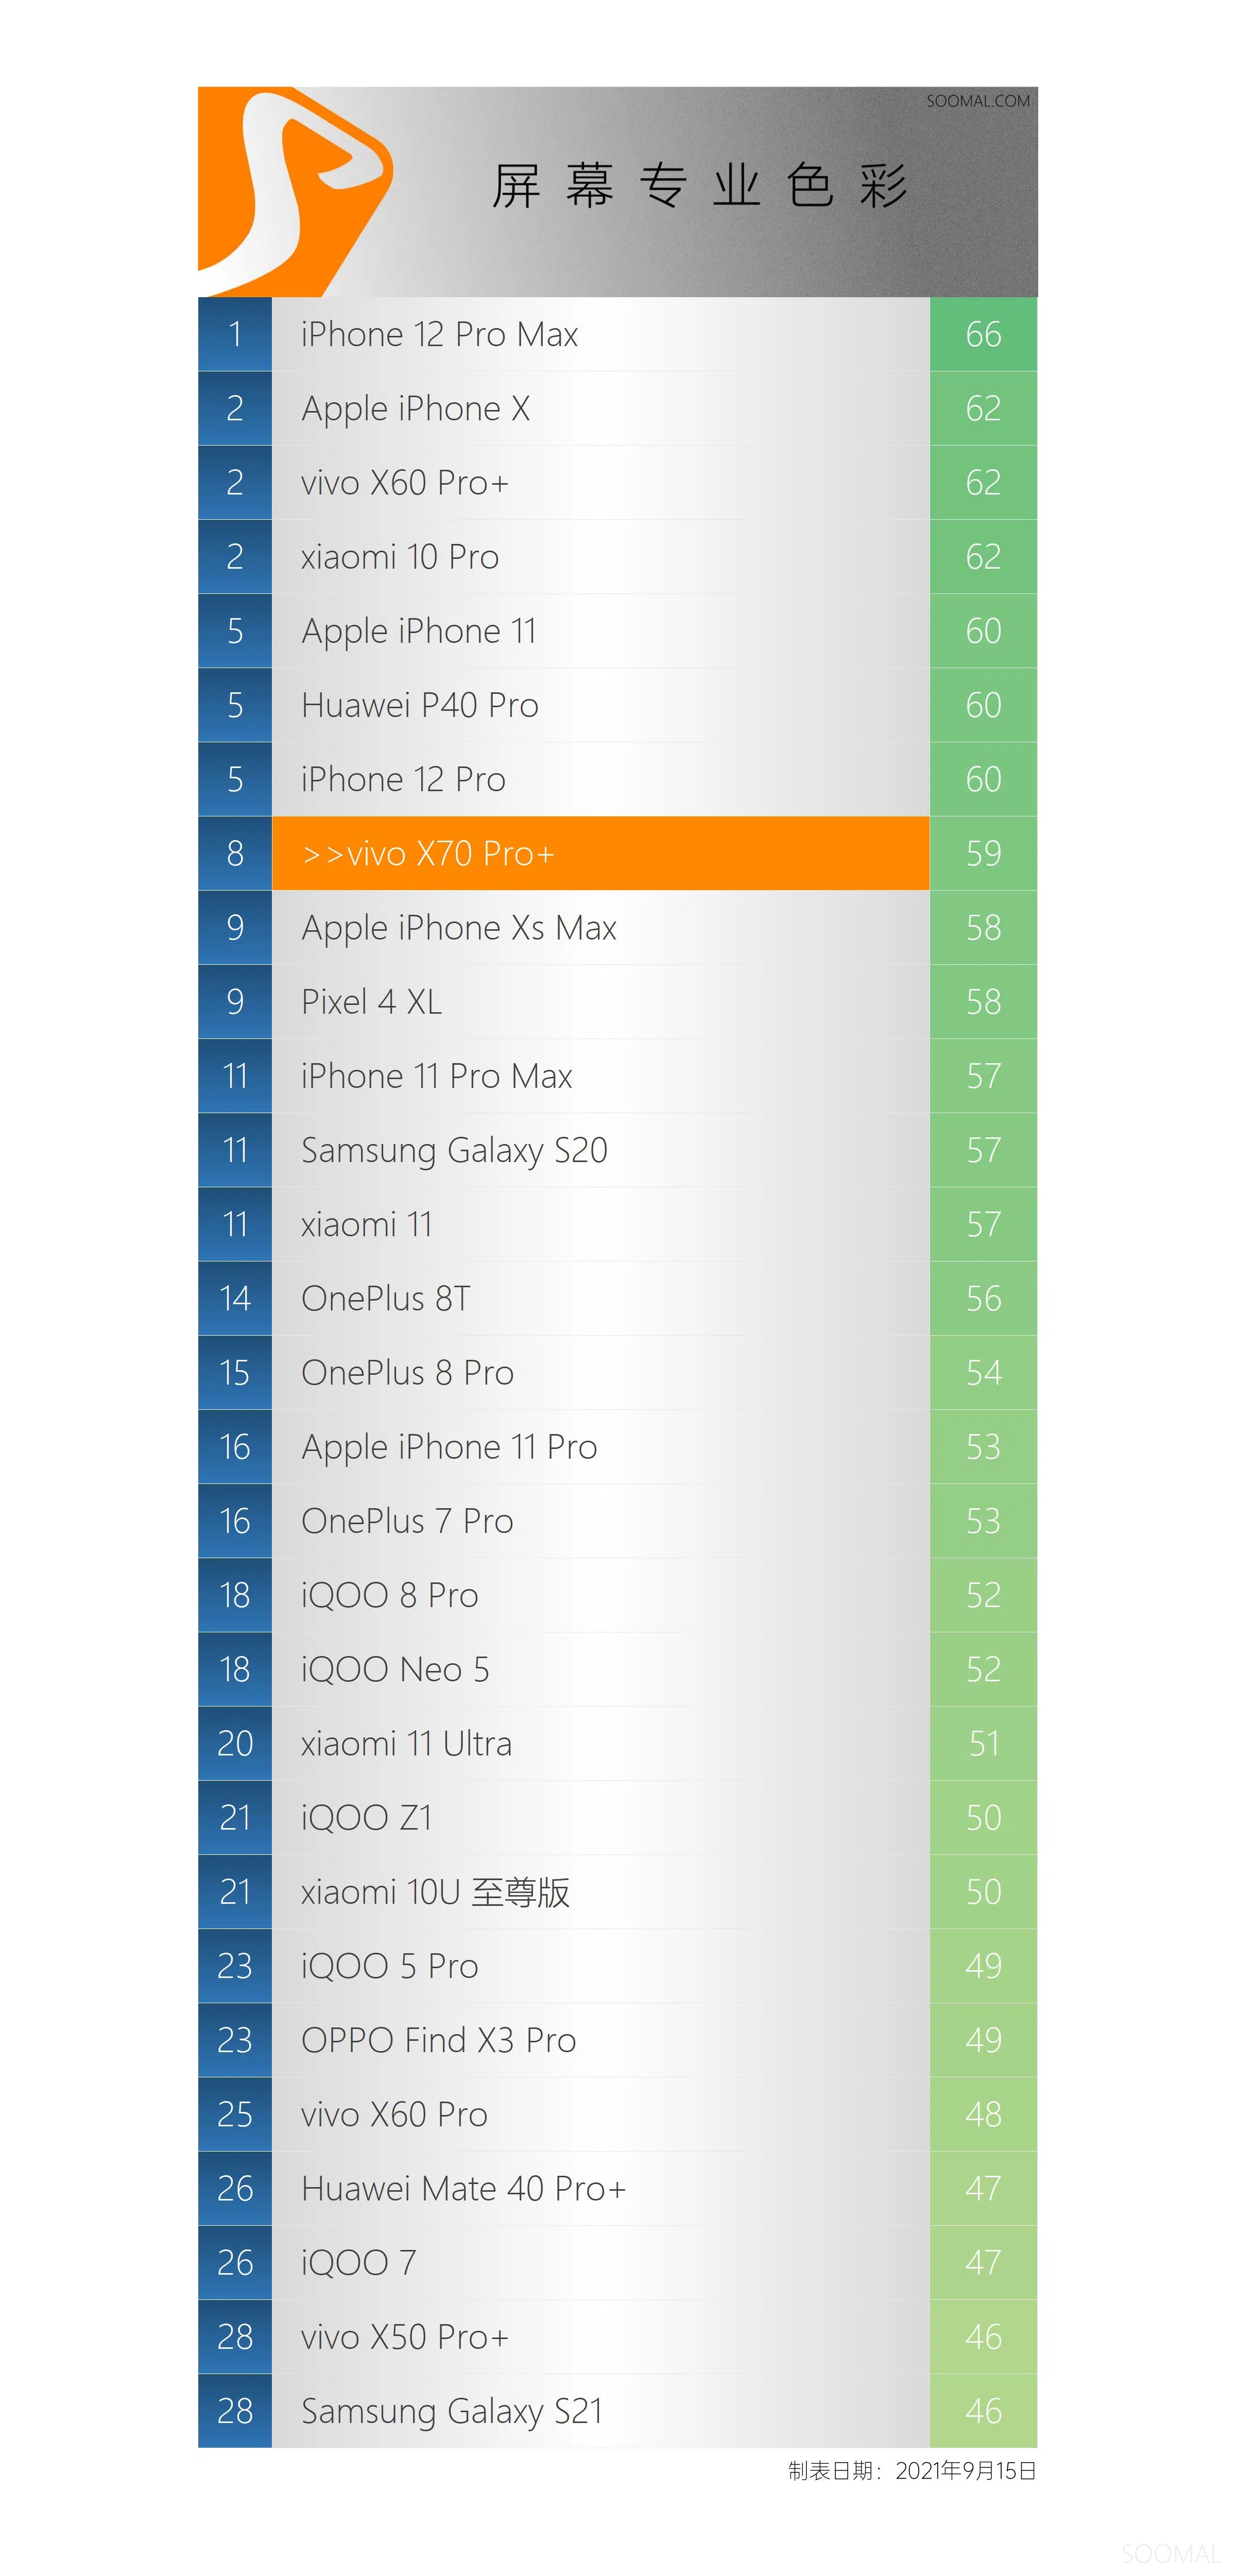 SOOMAL.COM
屏幕专业色彩
1 iPhone 12 Pro Max 66
2 Apple iPhone X 62
2 vivo X60 Pro+ 62
2 xiaomi 10 Pro 62
5 Apple iPhone 11 60
5 Huawei P40 Pro 60
5 iPhone 12 Pro 60
8 >>vivo X70 Pro+ 59
9 Apple iPhone Xs Max 58
9 Pixel 4 XL 58
11 iPhone 11 Pro Max 57
11 Samsung Galaxy S20 57
11 xiaomi 11 57
14 OnePlus 8T 56
15 OnePlus 8 Pro 54
16 Apple iPhone 11 Pro 53
16 OnePlus 7 Pro 53
18 iQOO 8 Pro 52
18 iQOO Neo 5 52
20 xiaomi 11 Ultra 51
21 iQOO Z1 50
21 xiaomi 10U 至尊版 50
23 iQOO 5 Pro 49
23 OPPO Find X3 Pro 49
25 vivo X60 Pro 48
26 Huawei Mate 40 Pro+ 47
26 iQOO 7 47
28 vivo X50 Pro+ 46
28 Samsung Galaxy S21 46
制表日期：2021年9月15日
SOOMAL